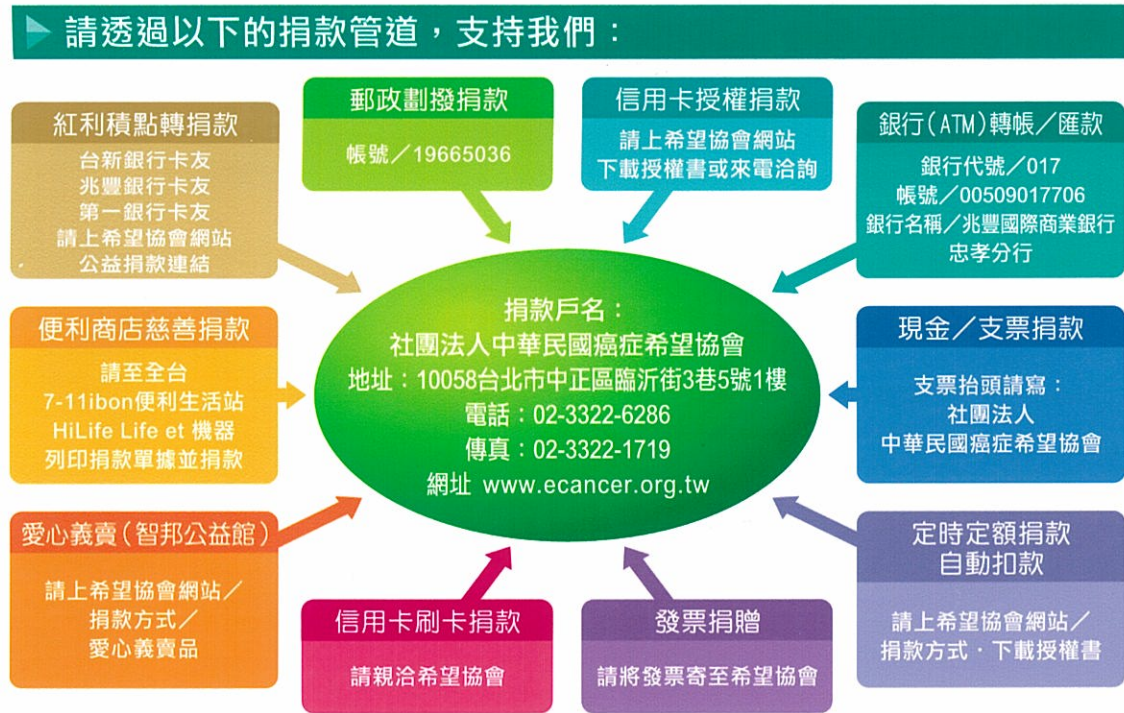 請透過以下的捐款管道，支持我們：
紅利積點轉捐款
台新銀行卡友
兆豐銀行卡友
第一銀行卡友
請上希望協會網站
公益捐款連結
郵政劃撥捐款
帳號／19665036
信用卡授權捐款
請上希望協會網站
下載授權書或來電洽詢
銀行(ATM)轉帳／匯款
銀行代號／017
帳號／00509017706
銀行名稱／兆豐國際商業銀行
忠孝分行
便利商店慈善捐款
請至全台
7-11ibon便利生活站
HiLife Life et 機器
列印捐款單據並捐款
捐款戶名：
社團法人中華民國癌症希望協會
地址：10058台北市中正區臨沂街3巷5號1樓
電話：02-3322-6286
傳真：02-3322-1719
網址 www.ecancer.org.tw
現金／支票捐款
支票抬頭請寫：
社團法人
中華民國癌症希望協會
愛心義賣(智邦公益館)
請上希望協會網站／
捐款方式／
愛心義賣品
信用卡刷卡捐款
請親洽希望協會
發票捐贈
請將發票寄至希望協會
定時定額捐款
自動扣款
請上希望協會網站／
捐款方式．下載授權書